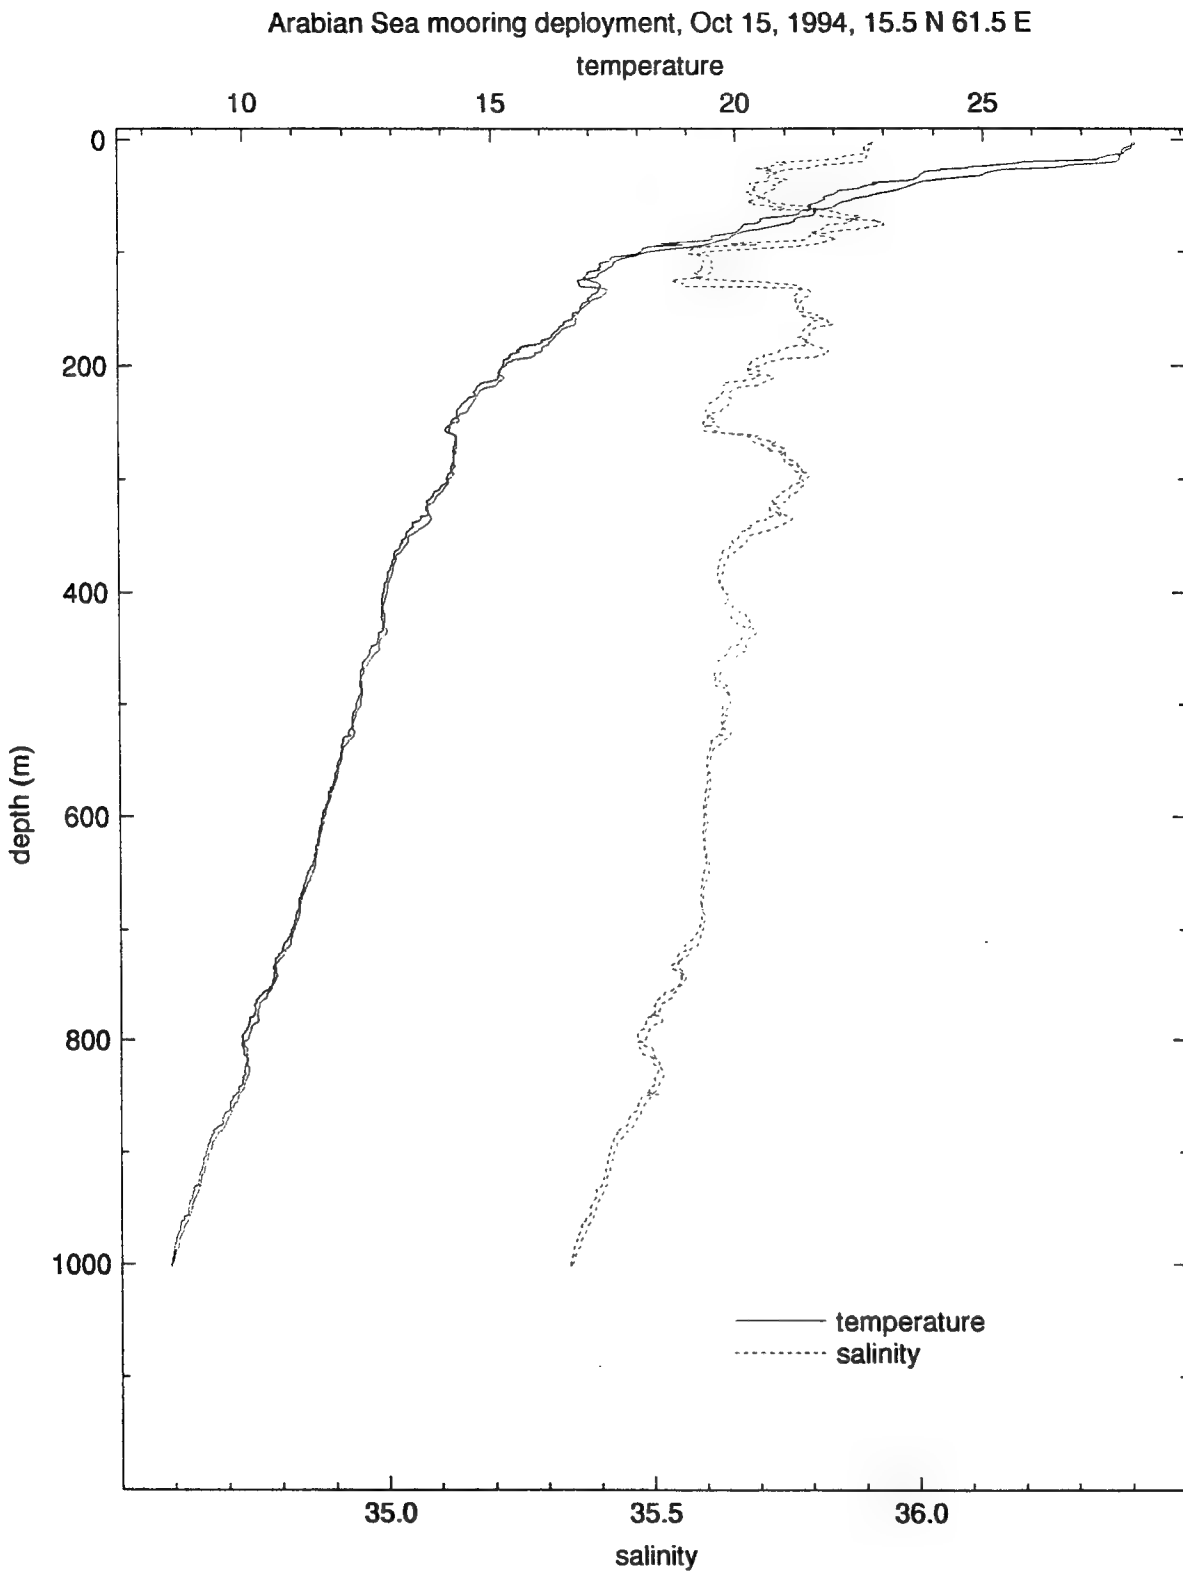 Arabian Sea mooring deployment, Oct 15, 1994, 15.5 N 61.5 E
temperature
10 15 20 25
0
200
400
600
800
1000
depth (m)
temperature
salinity
35.0 35.5 36.0
salinity